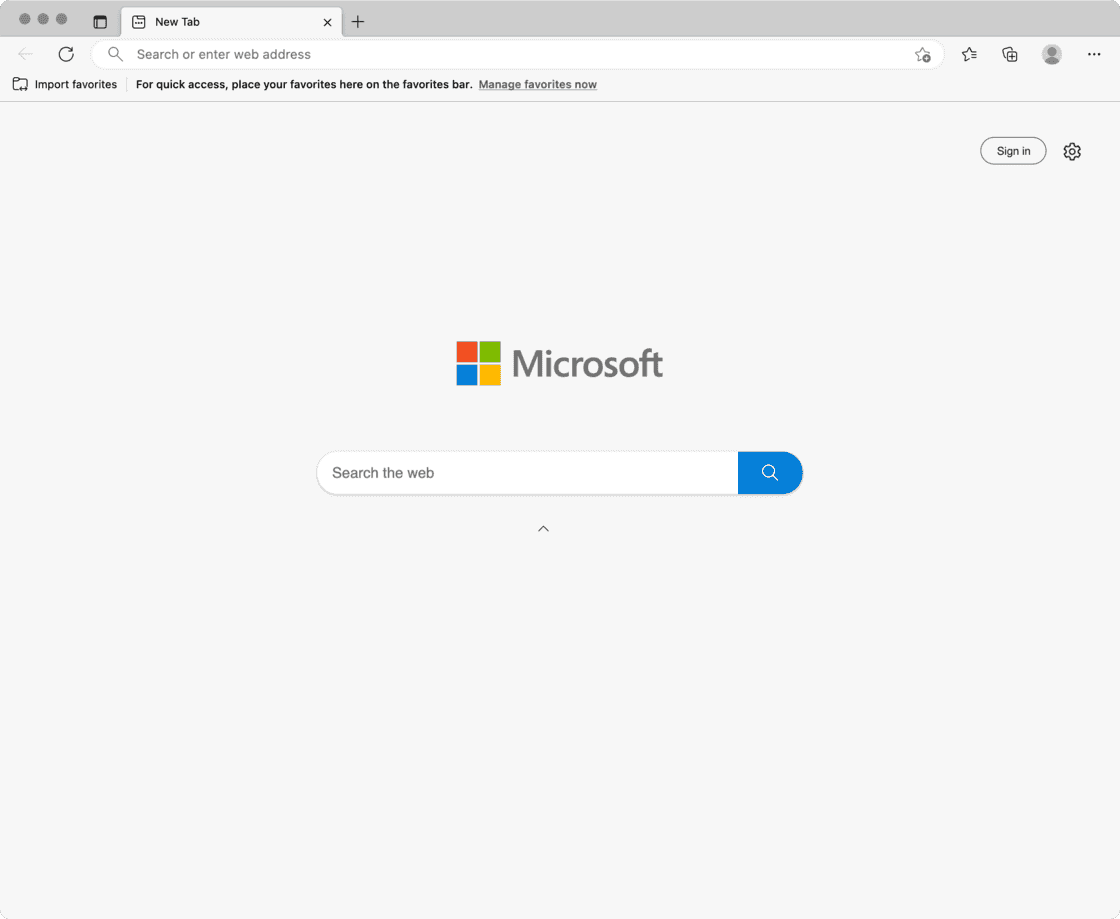 New Tab
Search or enter web address
Import favorites
For quick access, place your favorites here on the favorites bar. Manage favorites now
Sign in
Microsoft
Search the web